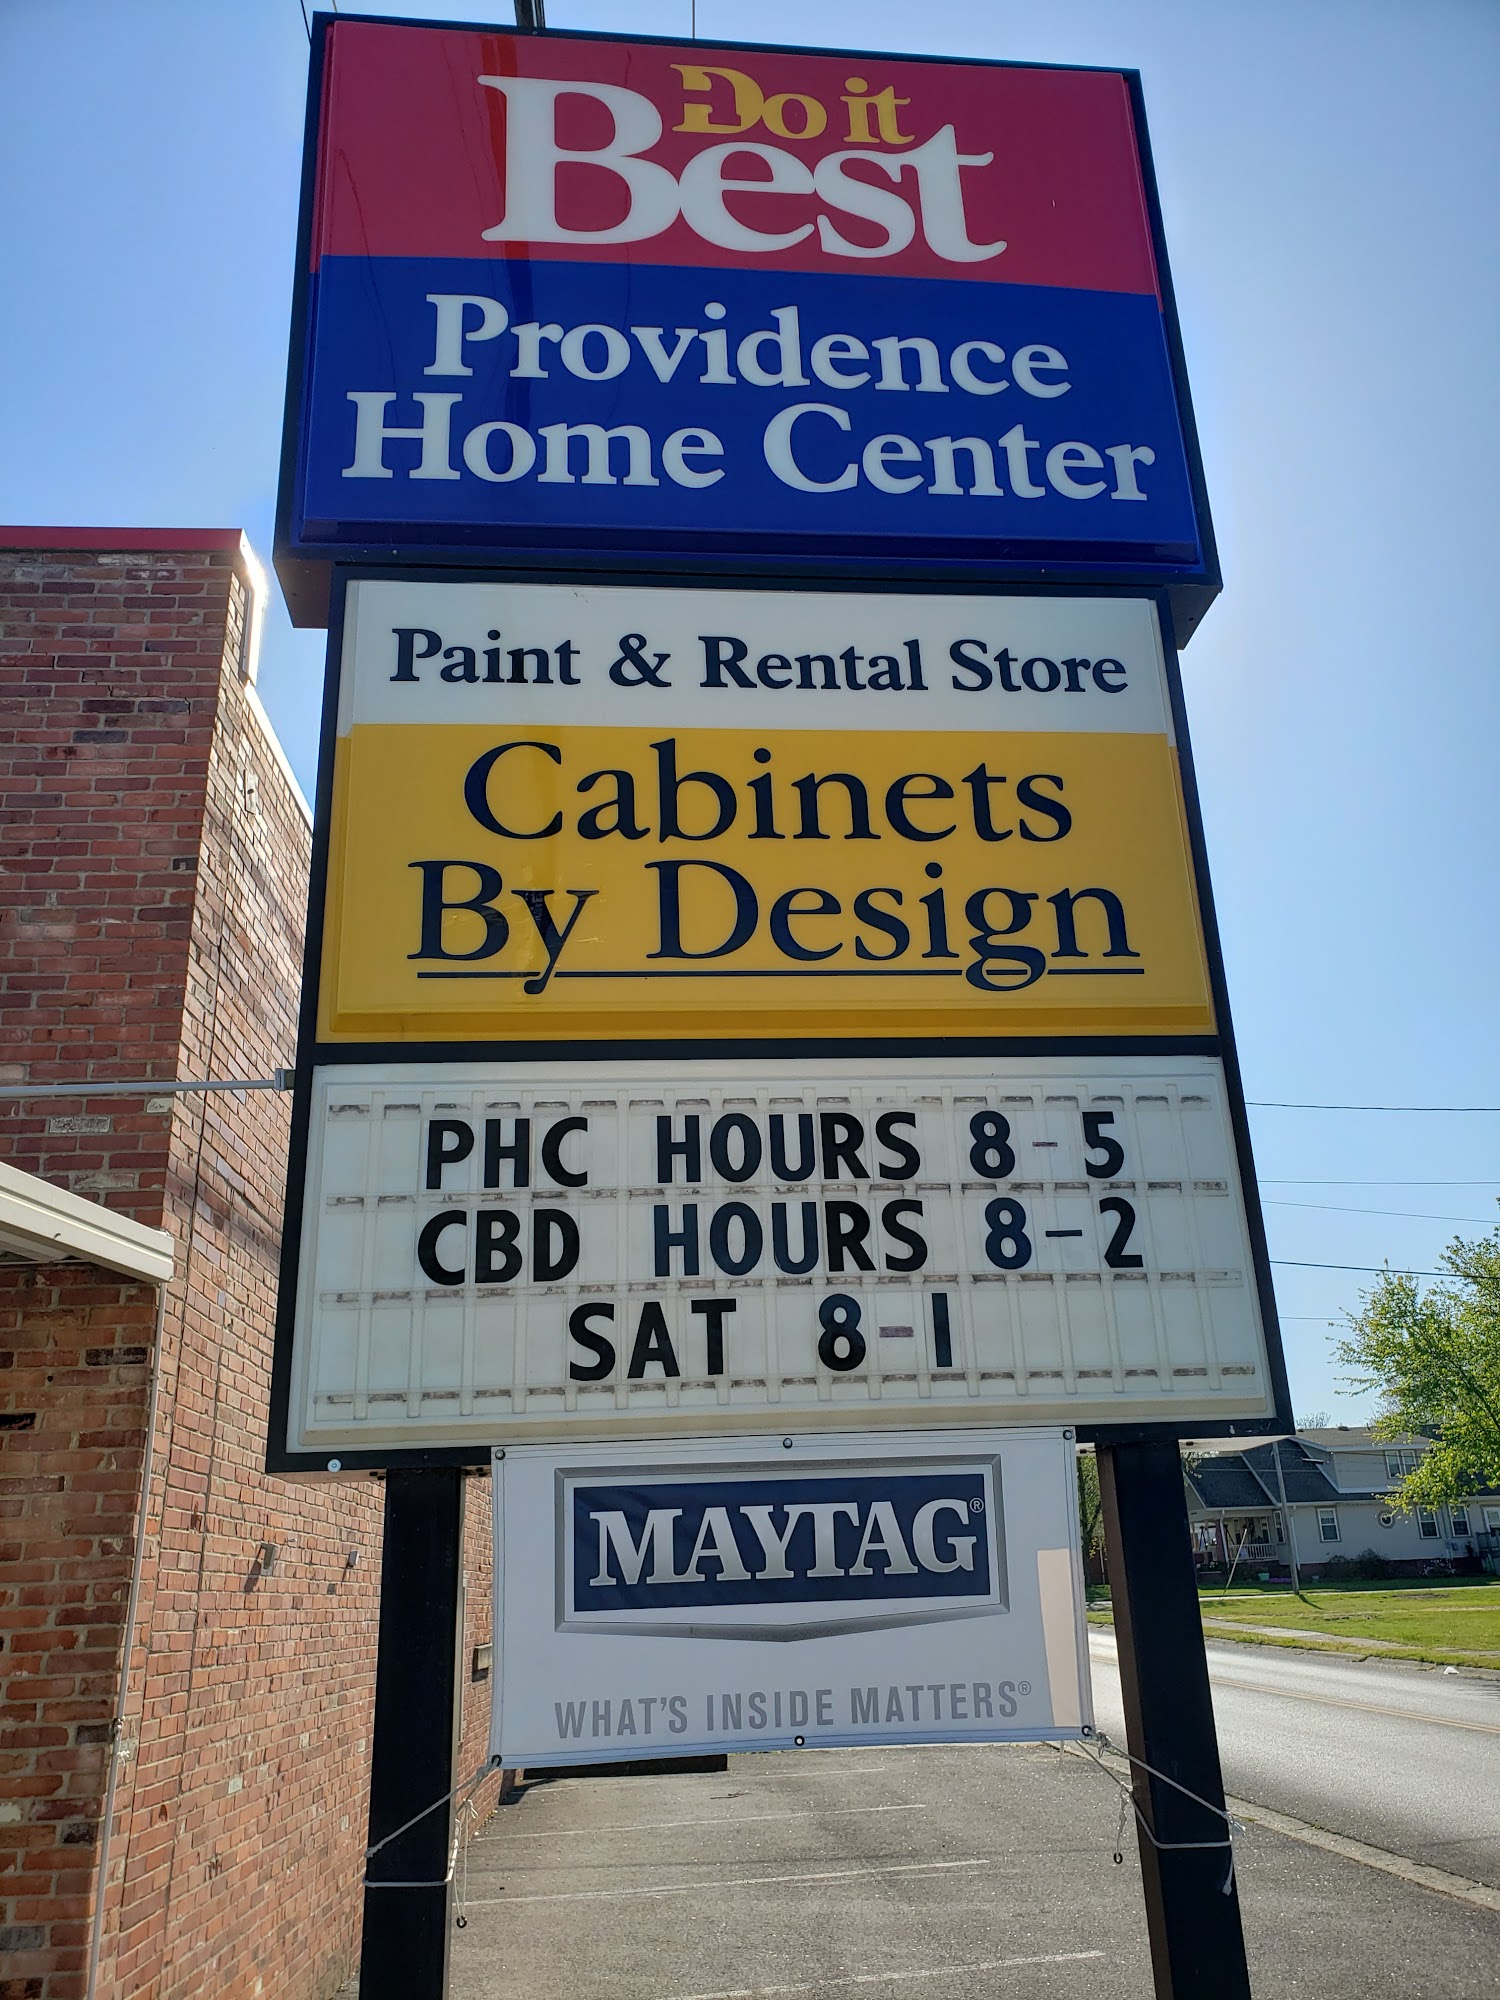 Do it
Best
Providence
Home Center
Paint & Rental Store
Cabinets
By Design
PHC HOURS 8-5
CBD HOURS 8-2
SAT 8-1
MAYTAG®
WHAT'S INSIDE MATTERS®